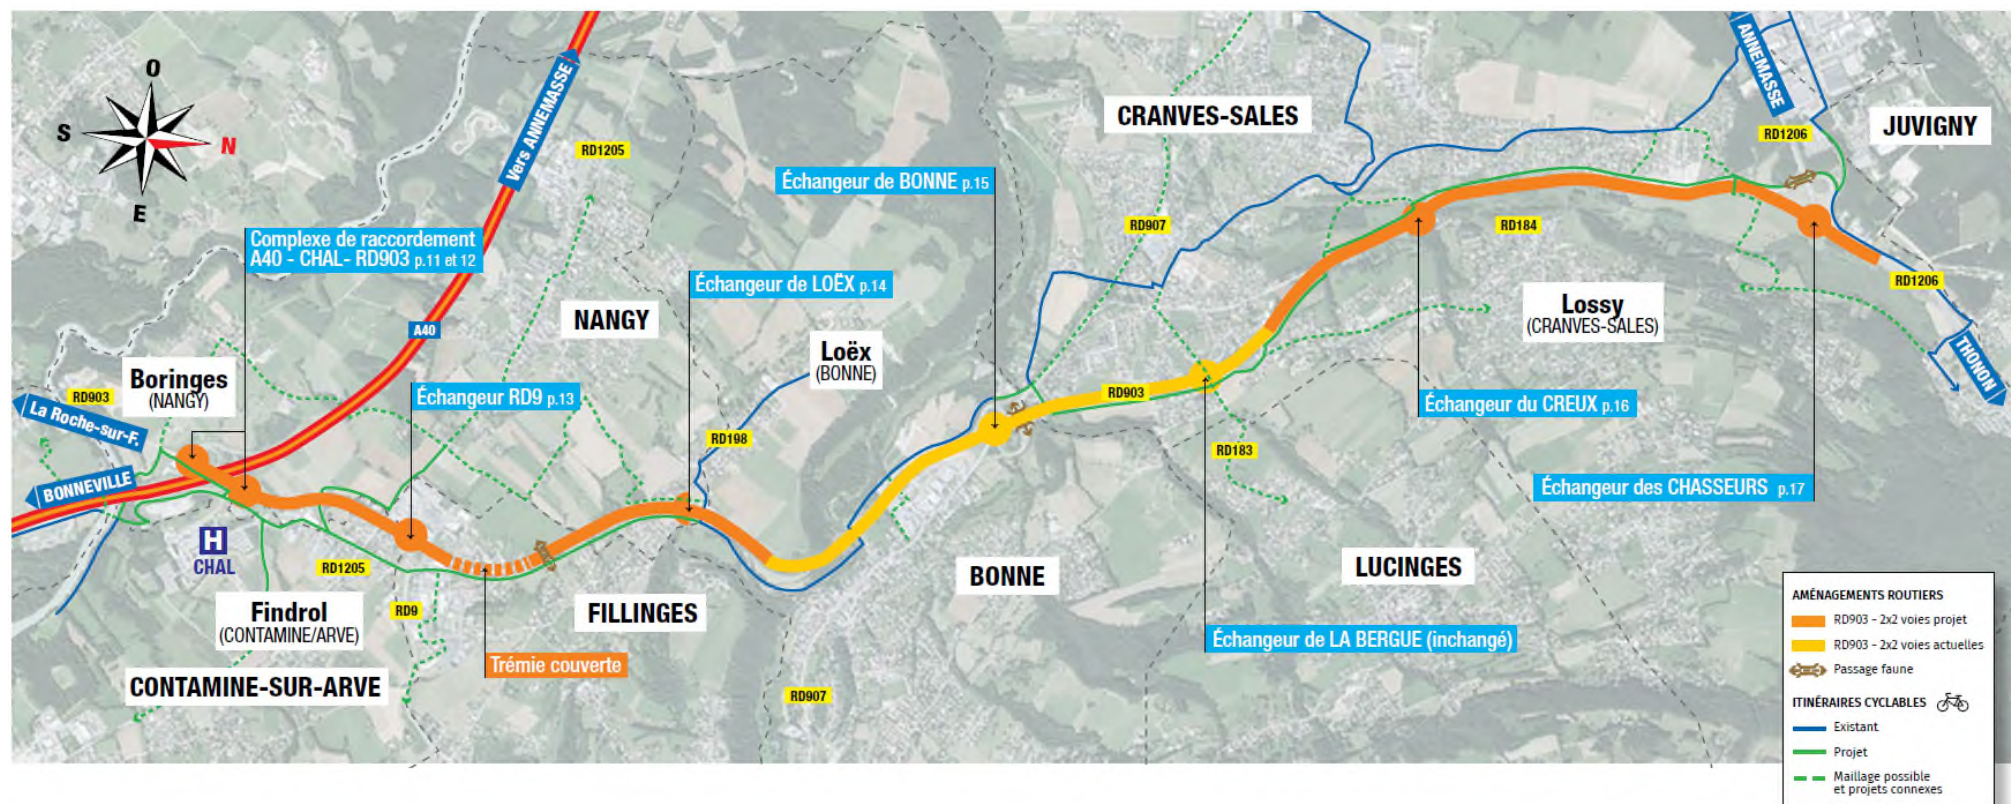 O
S
N
E
Vers ANNEMASSE
RD1205
CRANVES-SALES
ANNEMASSE
RD1206
JUVIGNY
Échangeur de BONNE p.15
Complexe de raccordement
A40 - CHAL- RD903 p.11 et 12
RD907
RD184
Échangeur de LOËX p.14
RD1206
NANGY
Lossy
(CRANVES-SALES)
A40
Loëx
(BONNE)
THONON
Boringes
(NANGY)
RD903
La Roche-sur-F.
Échangeur RD9 p.13
RD903
Échangeur du CREUX p.16
RD198
RD183
BONNEVILLE
Échangeur des CHASSEURS p.17
H
CHAL
RD1205
LUCINGES
BONNE
Findrol
(CONTAMINE/ARVE)
RD9
FILLINGES
Échangeur de LA BERGUE (inchangé)
Trémie couverte
CONTAMINE-SUR-ARVE
RD907
AMÉNAGEMENTS ROUTIERS
RD903 - 2x2 voies projet
RD903 - 2x2 voies actuelles
Passage faune
ITINÉRAIRES CYCLABLES
Existant
Projet
Maillage possible
et projets connexes